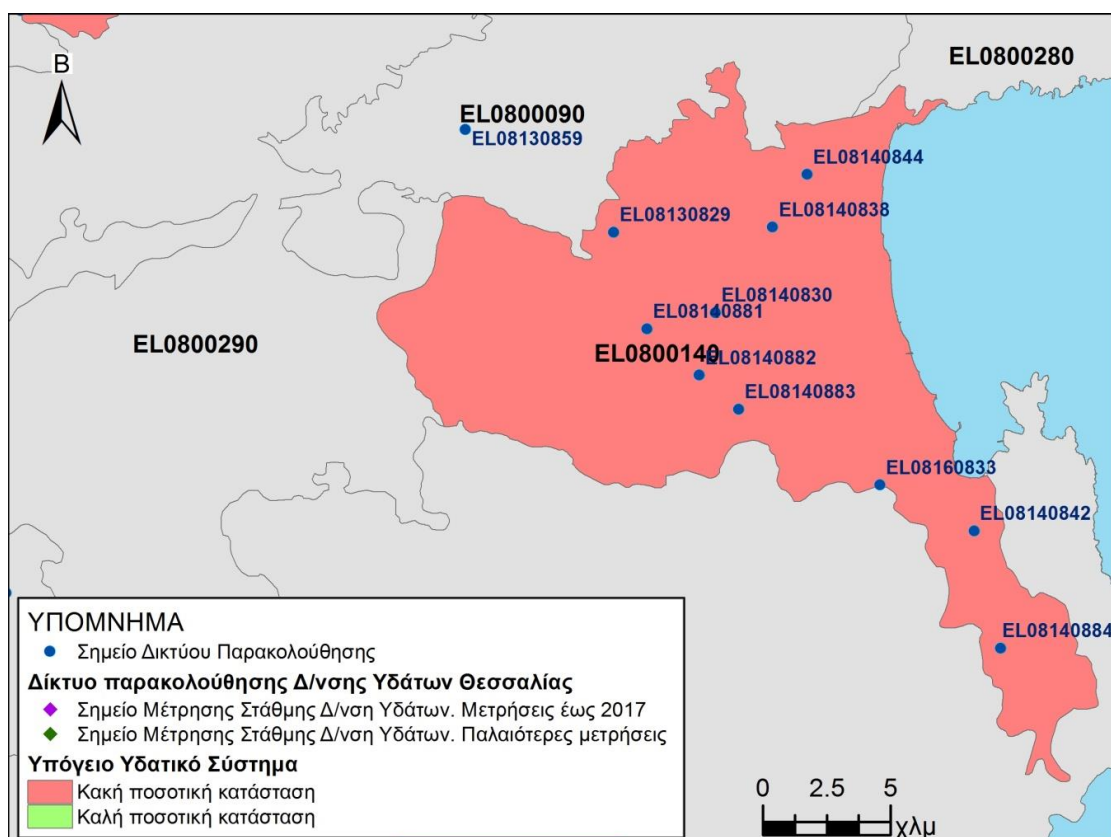 EL0800280
Β
EL0800090
EL08130859
EL08140844
EL08130829
EL08140838
EL08140830
EL08140881
EL0800290
EL0800140
EL08140882
EL08140883
EL08160833
EL08140842
EL08140884
ΥΠΟΜΝΗΜΑ
Σημείο Δικτύου Παρακολούθησης
Δίκτυο παρακολούθησης Δ/νσης Υδάτων Θεσσαλίας
Σημείο Μέτρησης Στάθμης Δ/νση Υδάτων. Μετρήσεις έως 2017
Σημείο Μέτρησης Στάθμης Δ/νση Υδάτων. Παλαιότερες μετρήσεις
Υπόγειο Υδατικό Σύστημα
Κακή ποσοτική κατάσταση
Καλή ποσοτική κατάσταση
0 2.5 5
χλμ